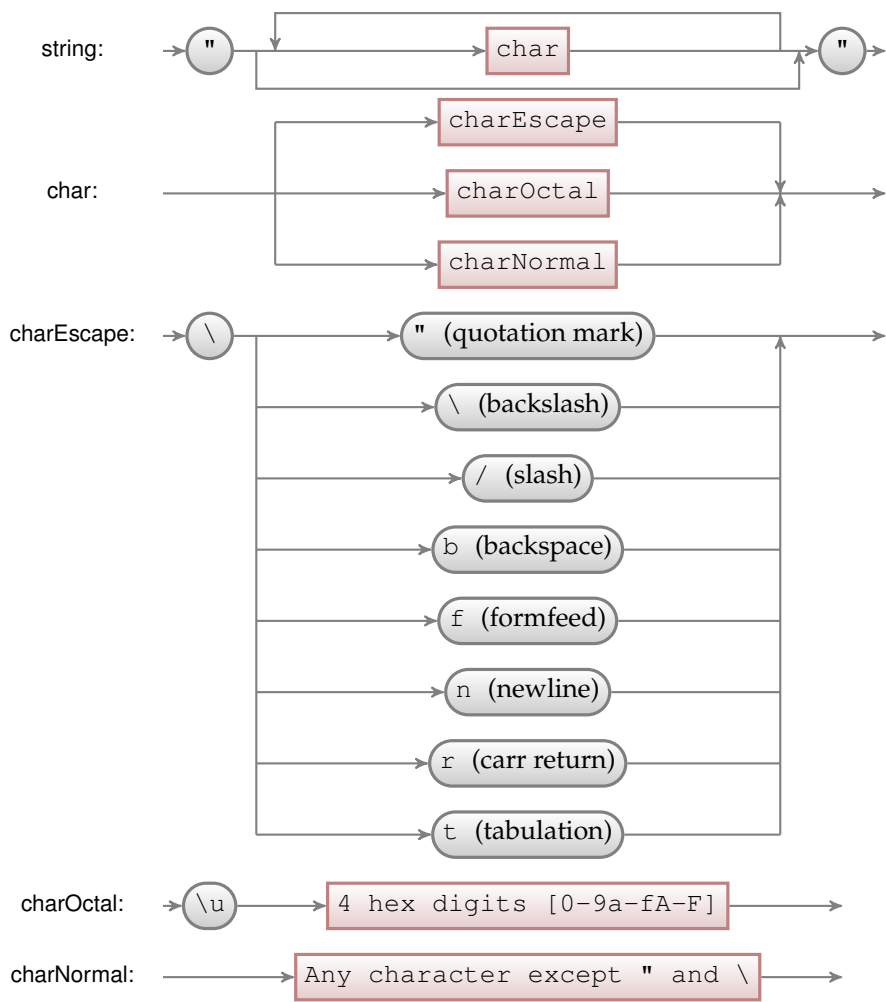 string: " char "
charEscape
char: charOctal
charNormal
charEscape: \ " (quotation mark)
\ (backslash)
/ (slash)
b (backspace)
f (formfeed)
n (newline)
r (carr return)
t (tabulation)
charOctal: \u 4 hex digits [0-9a-fA-F]
charNormal: Any character except " and \